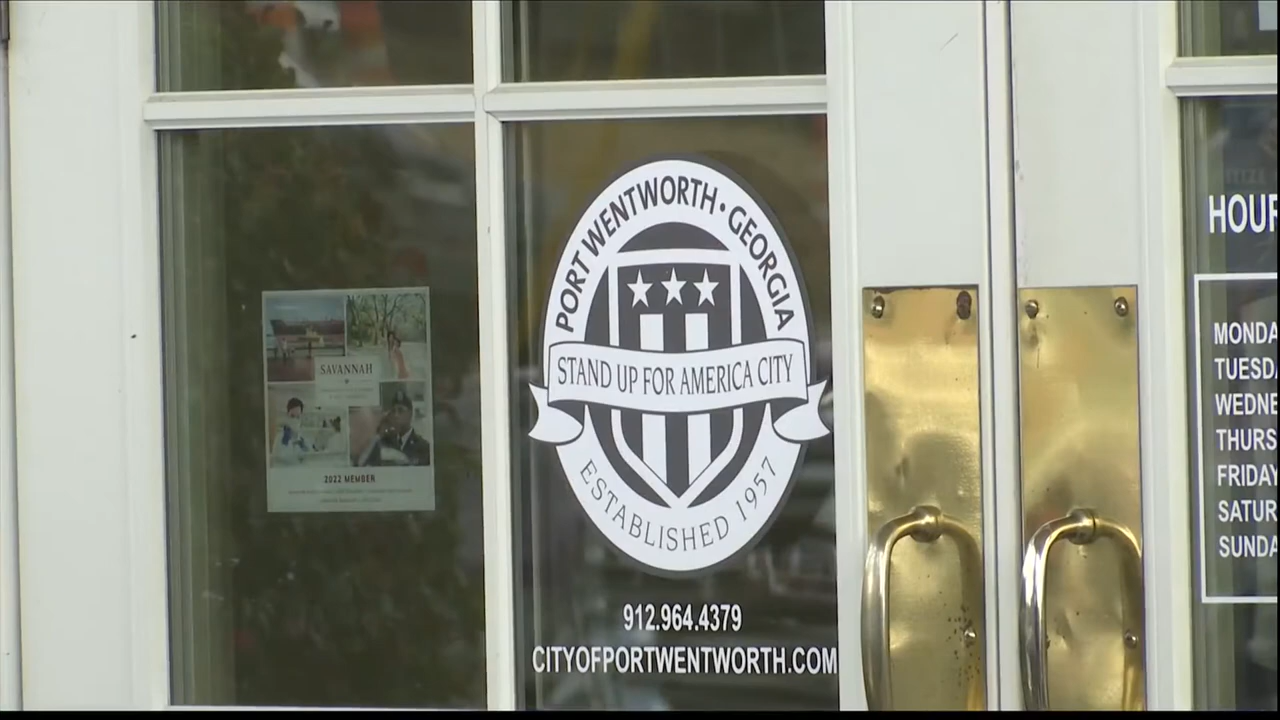 SAVANNAH
2022 MEMBER
PORT WENTWORTH • GEORGIA
STAND UP FOR AMERICA CITY
ESTABLISHED 1957
912.964.4379
CITYOFPORTWENTWORTH.COM
HOUR
MONDA
TUESDA
WEDNE
THURS
FRIDAY
SATUR
SUNDA